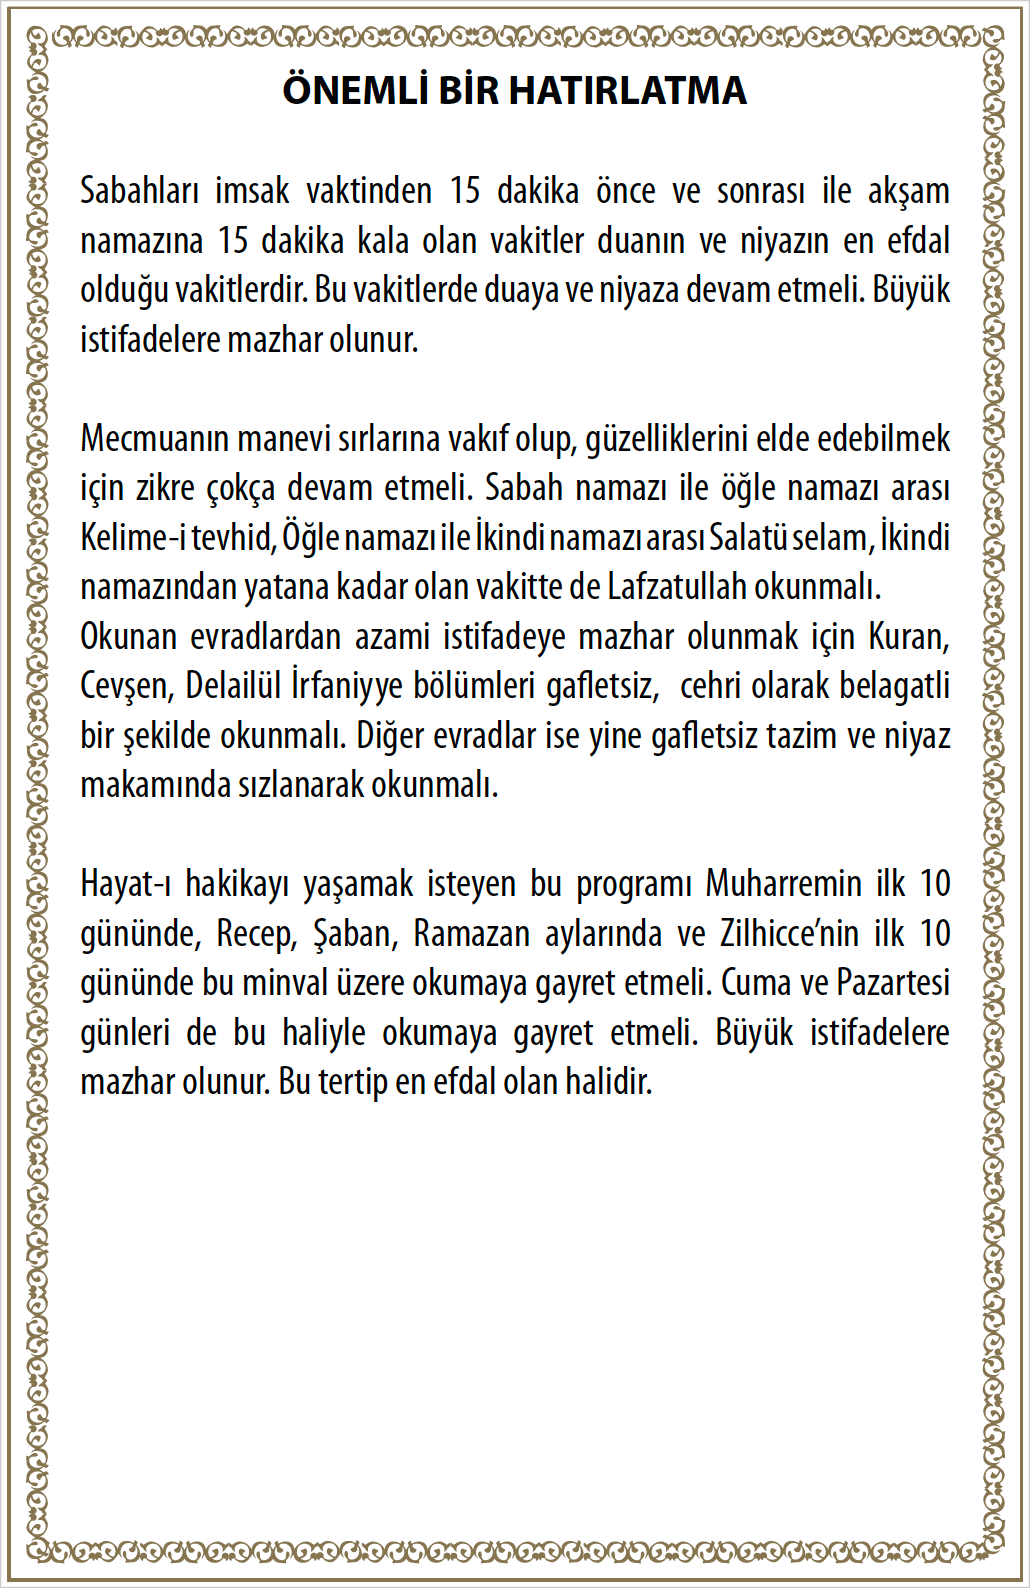 ÖNEMLİ BİR HATIRLATMA
Sabahları imsak vaktinden 15 dakika önce ve sonrası ile akşam
namazına 15 dakika kala olan vakitler duanın ve niyazın en efdal
olduğu vakitlerdir. Bu vakitlerde duaya ve niyaza devam etmeli. Büyük
istifadelere mazhar olunur.
Mecmuanın manevi sırlarına vakıf olup, güzelliklerini elde edebilmek
için zikre çokça devam etmeli. Sabah namazı ile öğle namazı arası
Kelime-i tevhid, Öğle namazı ile İkindi namazı arası Salatü selam, İkindi
namazından yatana kadar olan vakitte de Lafzatullah okunmalı.
Okunan evradlardan azami istifadeye mazhar olunmak için Kuran,
Cevşen, Delailül İrfaniyye bölümleri gafletsiz, cehri olarak belagatli
bir şekilde okunmalı. Diğer evradlar ise yine gafletsiz tazim ve niyaz
makamında sızlanarak okunmalı.
Hayat-ı hakikayı yaşamak isteyen bu programı Muharremin ilk 10
gününde, Recep, Şaban, Ramazan aylarında ve Zilhicce’nin ilk 10
gününde bu minval üzere okumaya gayret etmeli. Cuma ve Pazartesi
günleri de bu haliyle okumaya gayret etmeli. Büyük istifadelere
mazhar olunur. Bu tertip en efdal olan halidir.